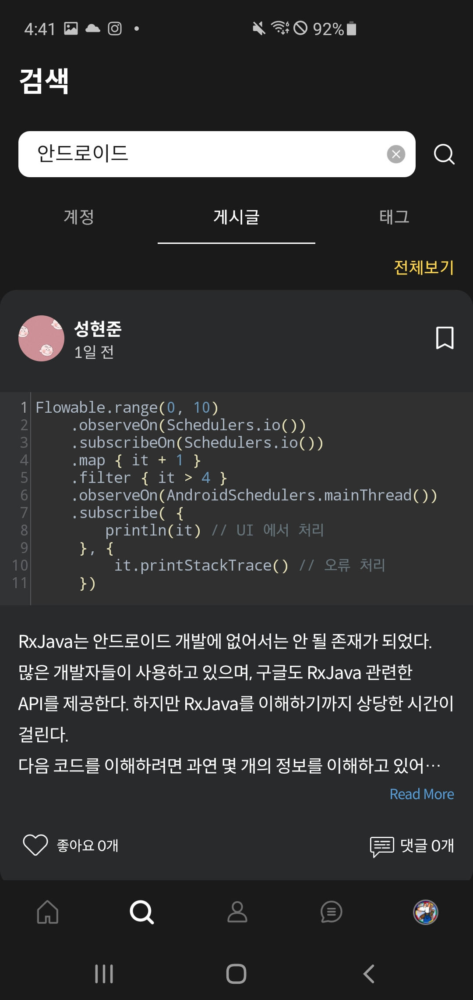 4:41
92%
검색
안드로이드
계정 게시글 태그
전체보기
성현준
1일 전
1 Flowable.range(0, 10)
2 .observeOn(Schedulers.io())
3 .subscribeOn(Schedulers.io())
4 .map { it + 1 }
5 .filter { it > 4 }
6 .observeOn(AndroidSchedulers.mainThread())
7 .subscribe( {
8 println(it) // UI 에서 처리
9 }, {
10 it.printStackTrace() // 오류 처리
11 })
RxJava는 안드로이드 개발에 없어서는 안 될 존재가 되었다.
많은 개발자들이 사용하고 있으며, 구글도 RxJava 관련한
API를 제공한다. 하지만 RxJava를 이해하기까지 상당한 시간이
걸린다.
다음 코드를 이해하려면 과연 몇 개의 정보를 이해하고 있어…
Read More
좋아요 0개 댓글 0개